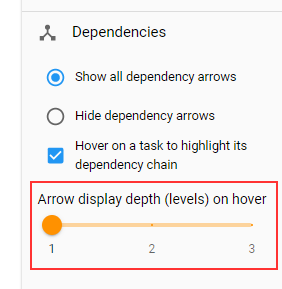 Dependencies
Show all dependency arrows
Hide dependency arrows
Hover on a task to highlight its
dependency chain
Arrow display depth (levels) on hover
1 2 3